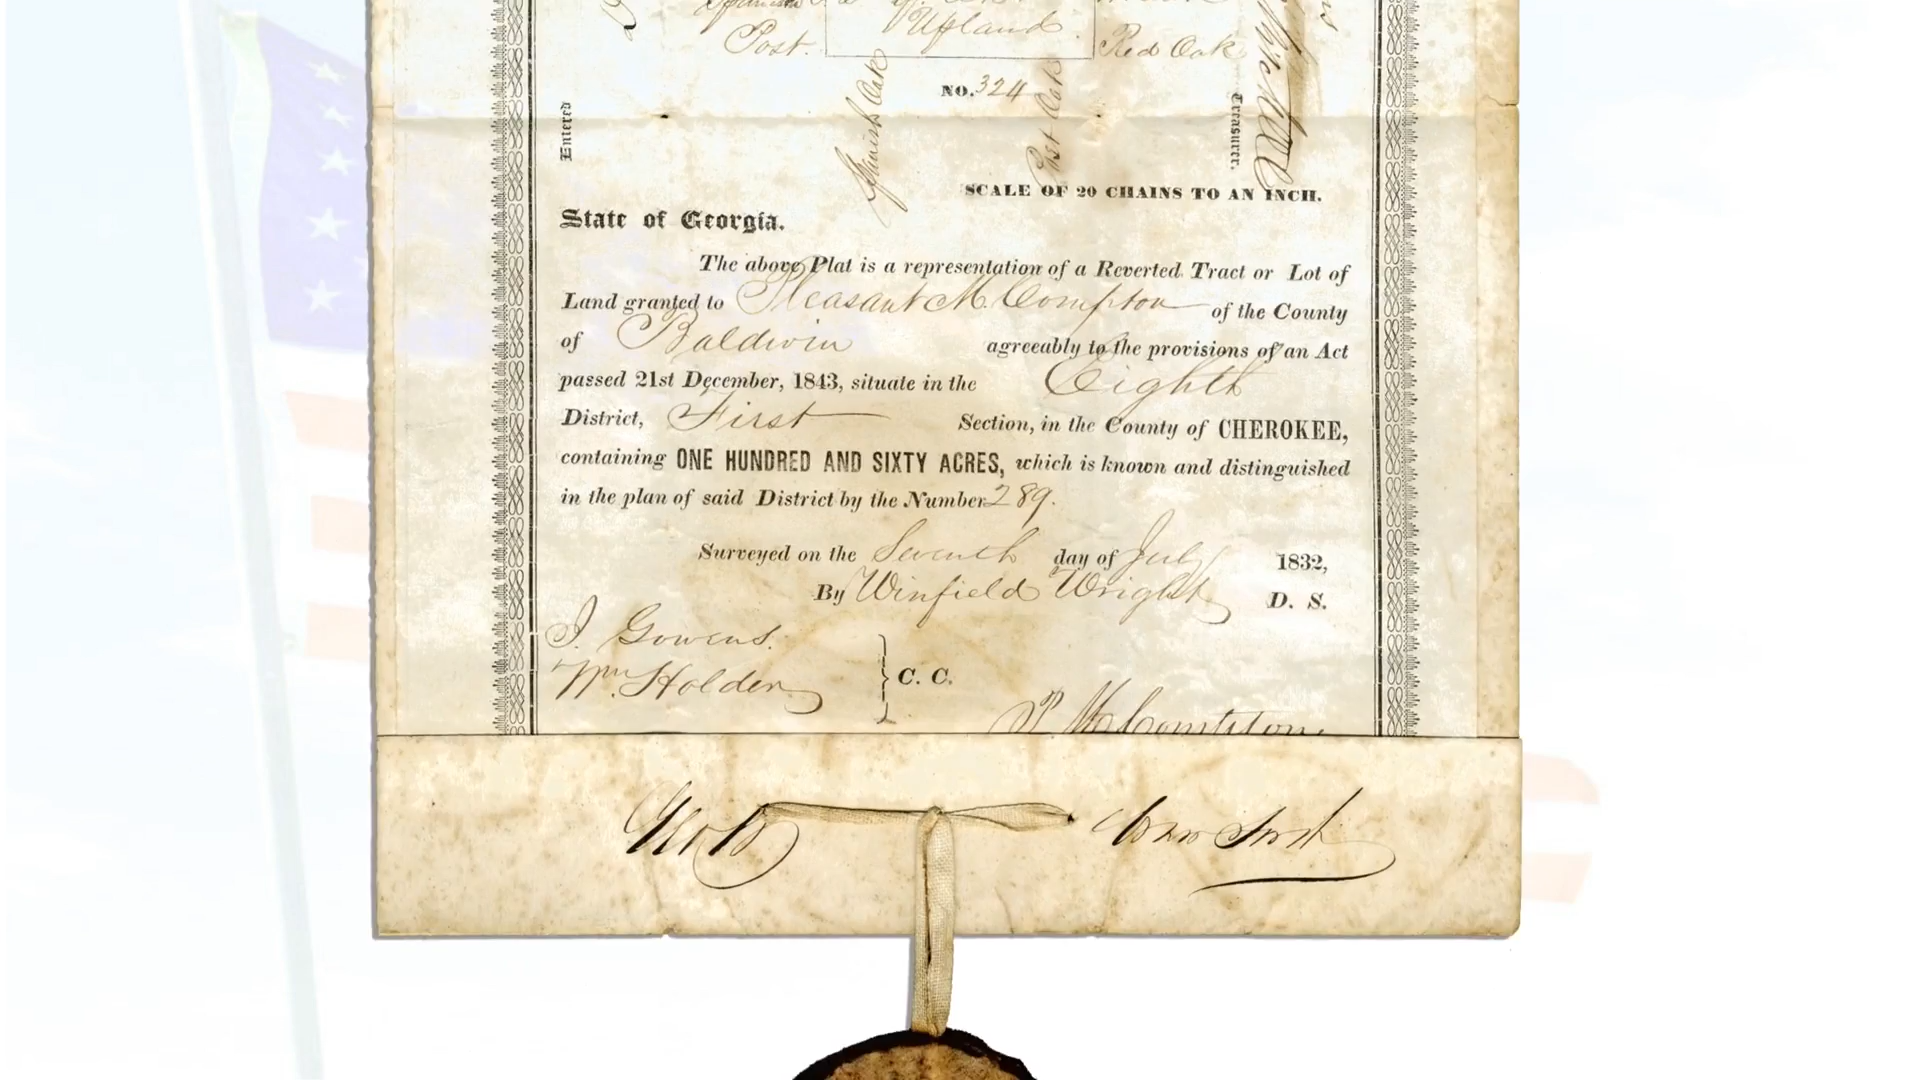 Upland
Post. Red Oak
Spanish Oak
Post Oak
NO. 324
Entered
Treasurer.
SCALE OF 20 CHAINS TO AN INCH.
State of Georgia.
The above Plat is a representation of a Reverted Tract or Lot of
Land granted to Pleasant M. Compton of the County
of Baldwin agreeably to the provisions of an Act
passed 21st December, 1843, situate in the Eighth
District, First Section, in the County of CHEROKEE,
containing ONE HUNDRED AND SIXTY ACRES, which is known and distinguished
in the plan of said District by the Number 289.
Surveyed on the Seventh day of July 1832,
By Winfield Wright D. S.
J. Gowens.
Wm. Holden } C. C.
P M Compton.
Geo W Crawford